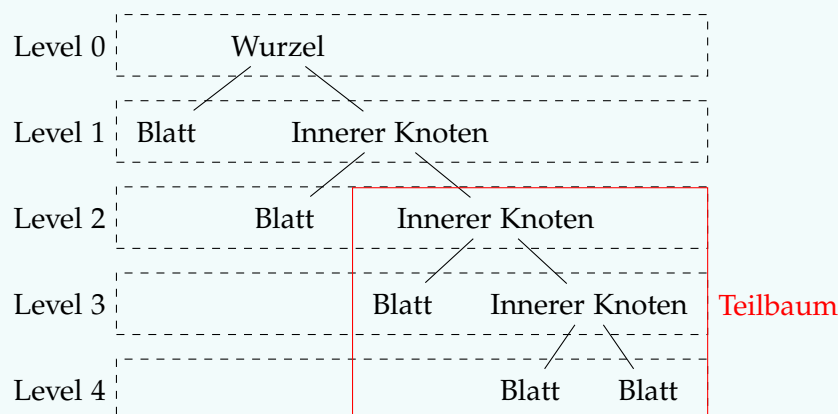 Level 0 Wurzel
Level 1 Blatt Innerer Knoten
Level 2 Blatt Innerer Knoten
Level 3 Blatt Innerer Knoten Teilbaum
Level 4 Blatt Blatt